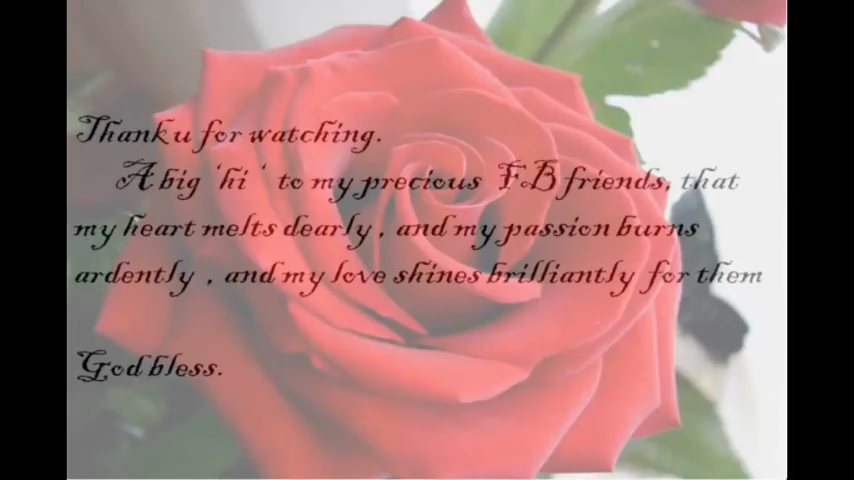 Thank u for watching.
A big 'hi ' to my precious F.B friends, that
my heart melts dearly , and my passion burns
ardently , and my love shines brilliantly for them
God bless.